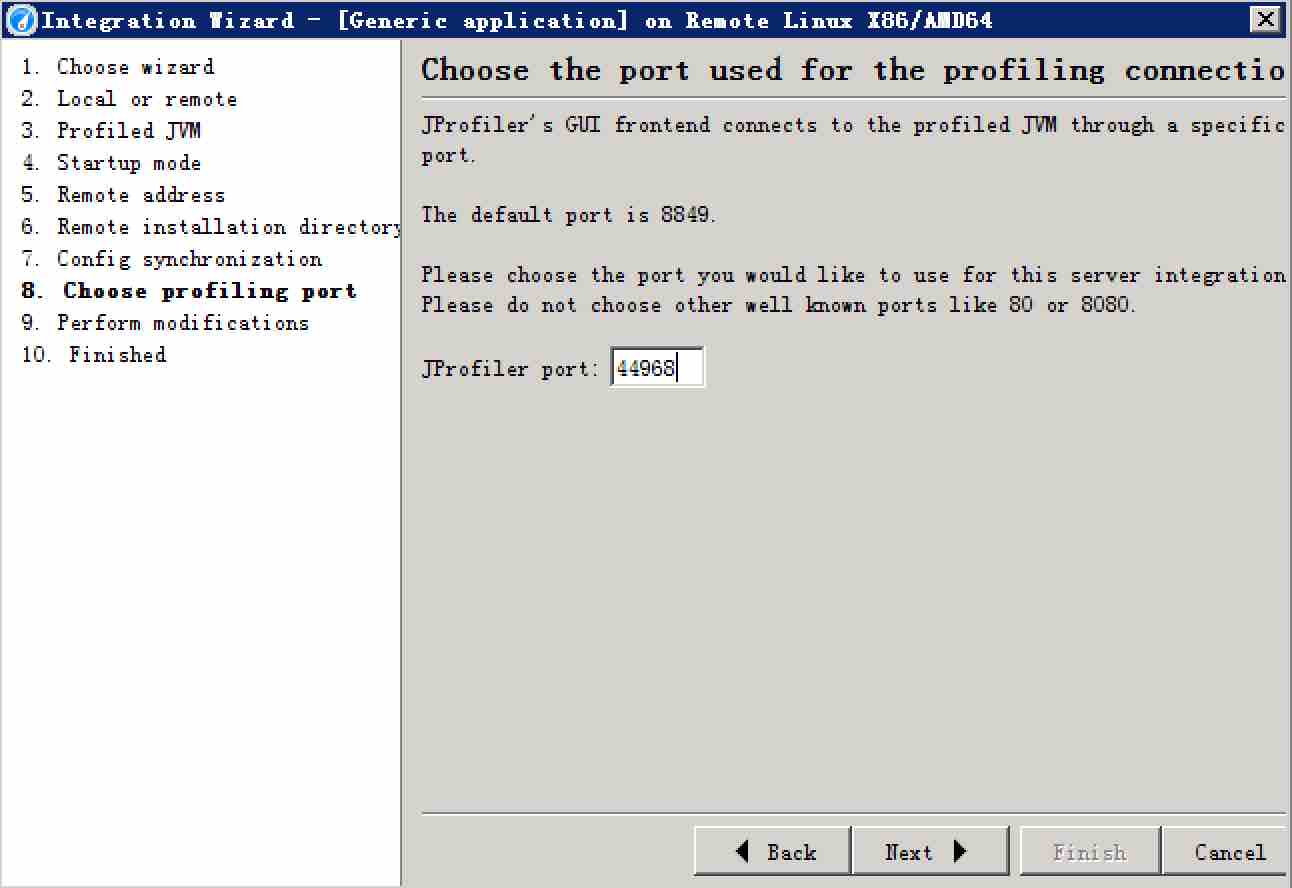 Integration Wizard - [Generic application] on Remote Linux X86/AMD64
1. Choose wizard
2. Local or remote
3. Profiled JVM
4. Startup mode
5. Remote address
6. Remote installation directory
7. Config synchronization
8. Choose profiling port
9. Perform modifications
10. Finished
Choose the port used for the profiling connectio
JProfiler's GUI frontend connects to the profiled JVM through a specific
port.
The default port is 8849.
Please choose the port you would like to use for this server integration
Please do not choose other well known ports like 80 or 8080.
JProfiler port: 44968
Back Next Finish Cancel